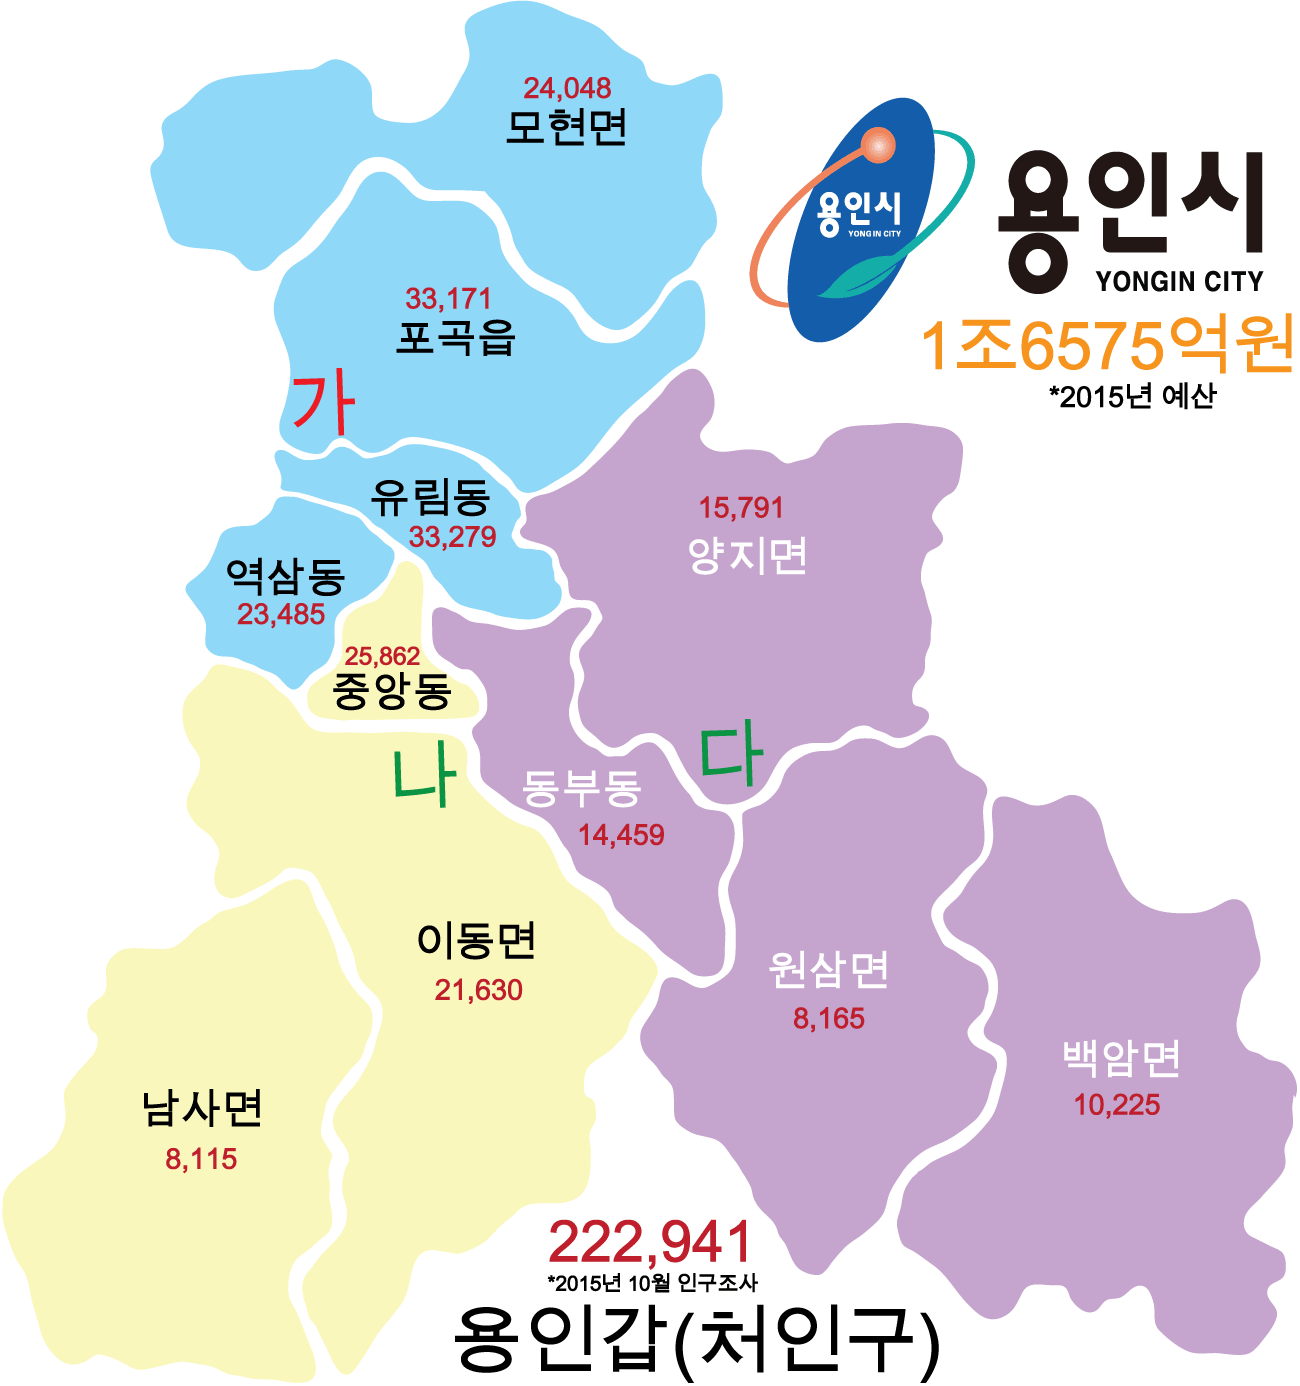 24,048
모현면
용인시
YONG IN CITY
용인시
YONGIN CITY
1조6575억원
*2015년 예산
33,171
포곡읍
가
유림동
33,279
역삼동
23,485
15,791
양지면
25,862
중앙동
나
다
동부동
14,459
이동면
21,630
원삼면
8,165
백암면
10,225
남사면
8,115
222,941
*2015년 10월 인구조사
용인갑(처인구)